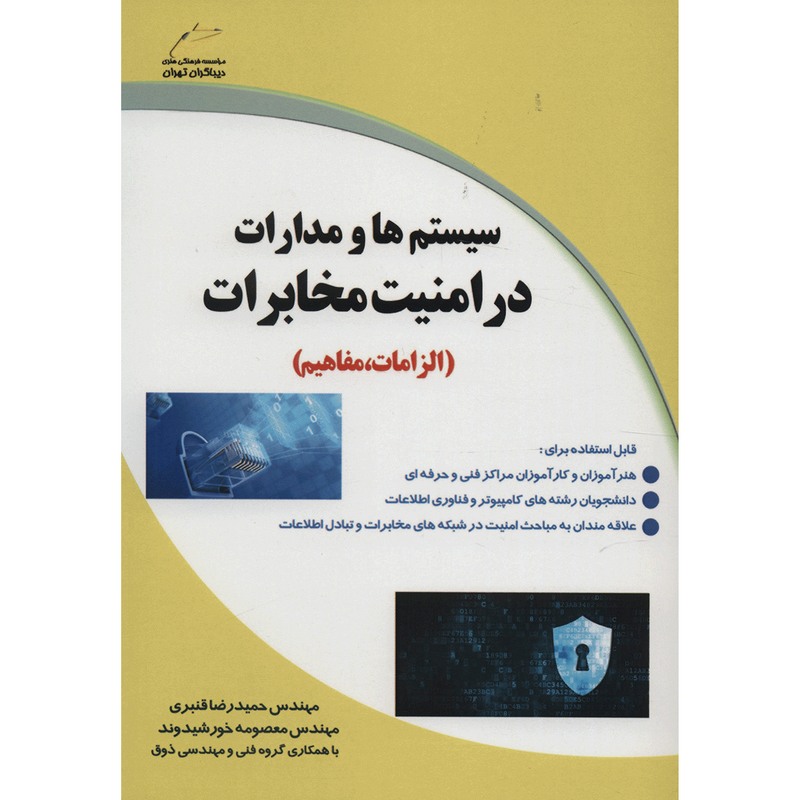 مؤسسه فرهنگی هنری
دیباگران تهران
سیستم ها و مدارات
در امنیت مخابرات
(الزامات، مفاهیم)
قابل استفاده برای:
هنرآموزان و کارآموزان مراکز فنی و حرفه ای
دانشجویان رشته های کامپیوتر و فناوری اطلاعات
علاقه مندان به مباحث امنیت در شبکه های مخابرات و تبادل اطلاعات
مهندس حمیدرضا قنبری
مهندس معصومه خورشیدوند
با همکاری گروه فنی و مهندسی ذوق